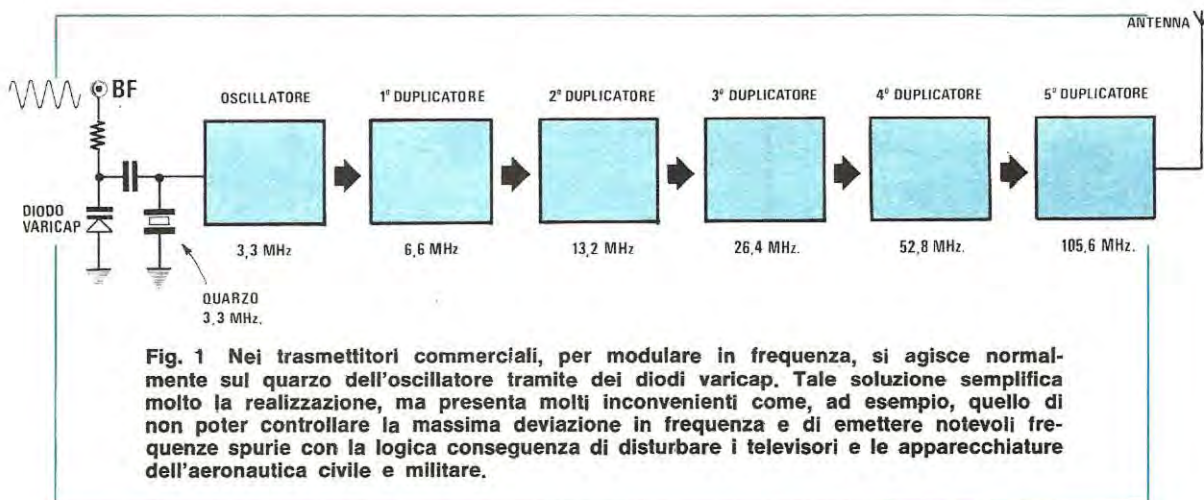 ANTENNA
BF
OSCILLATORE
1° DUPLICATORE
2° DUPLICATORE
3° DUPLICATORE
4° DUPLICATORE
5° DUPLICATORE
DIODO
VARICAP
3,3 MHz
6,6 MHz
13,2 MHz
26,4 MHz
52,8 MHz.
105,6 MHz.
QUARZO
3,3 MHz.
Fig. 1 Nei trasmettitori commerciali, per modulare in frequenza, si agisce normal-
mente sul quarzo dell'oscillatore tramite dei diodi varicap. Tale soluzione semplifica
molto la realizzazione, ma presenta molti inconvenienti come, ad esempio, quello di
non poter controllare la massima deviazione in frequenza e di emettere notevoli fre-
quenze spurie con la logica conseguenza di disturbare i televisori e le apparecchiature
dell'aeronautica civile e militare.